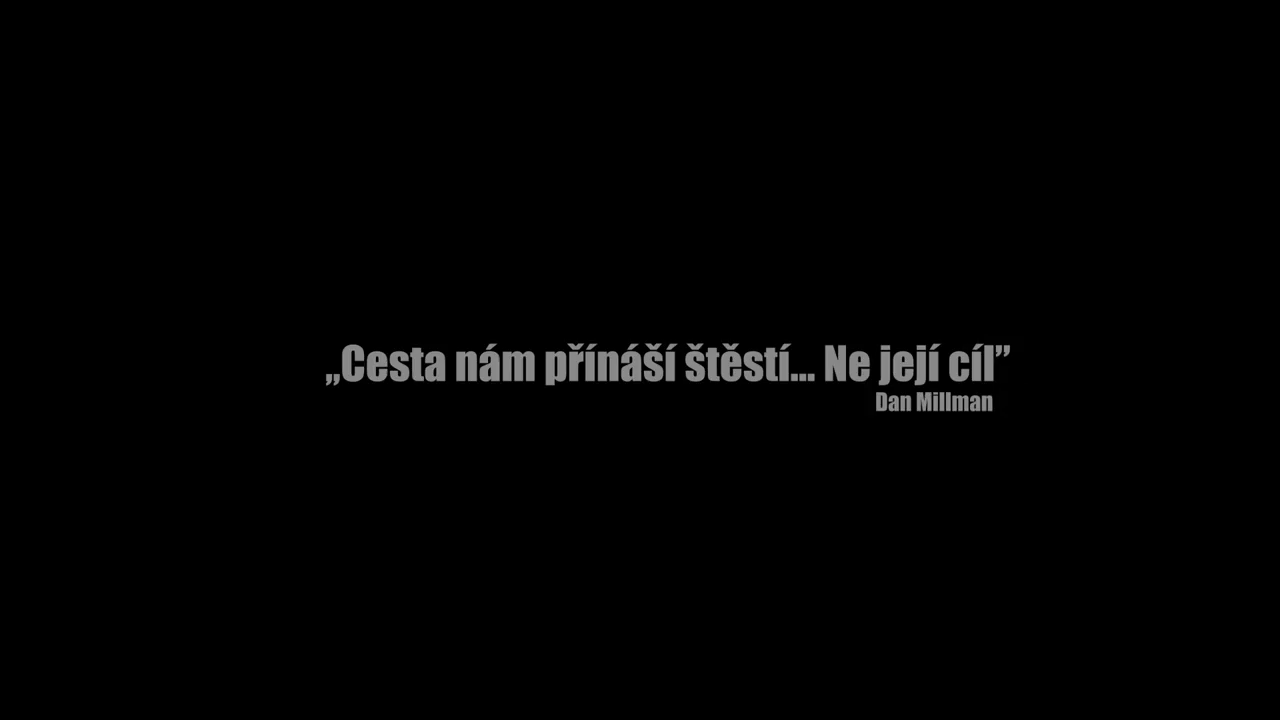 „Cesta nám přínáší štěstí... Ne její cíl”
Dan Millman